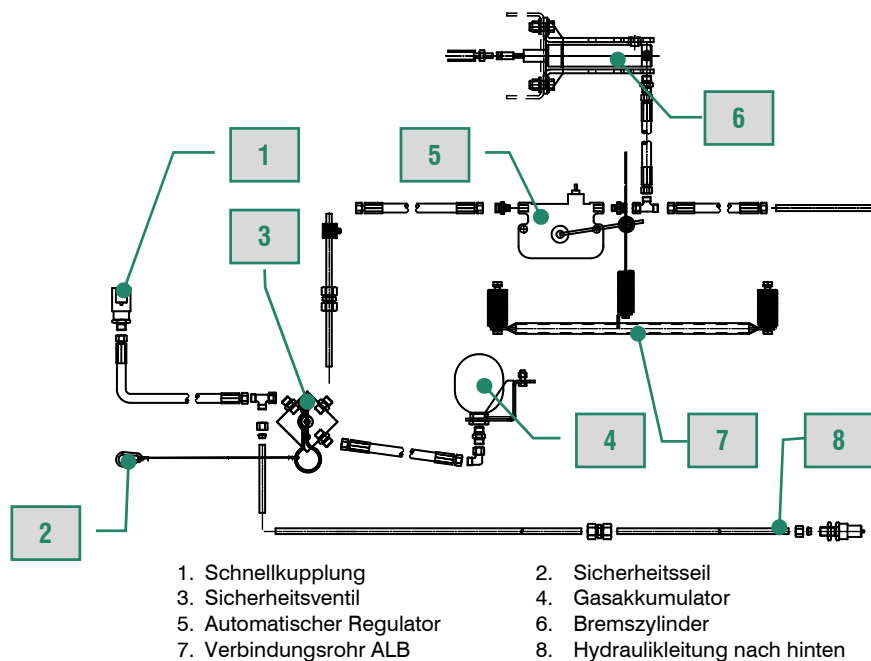 6
1
5
3
4
7
8
2
1. Schnellkupplung 2. Sicherheitsseil
3. Sicherheitsventil 4. Gasakkumulator
5. Automatischer Regulator 6. Bremszylinder
7. Verbindungsrohr ALB 8. Hydraulikleitung nach hinten